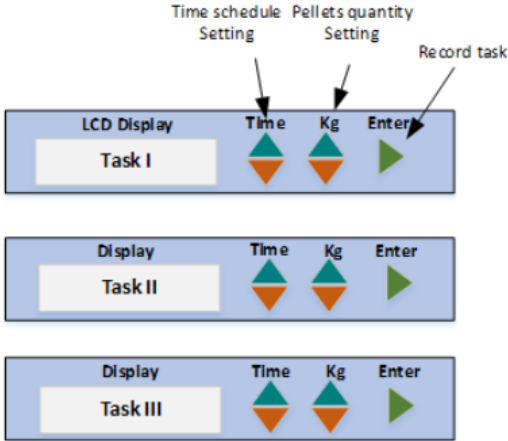 Time schedule Setting
Pellets quantity Setting
Record task
LCD Display Time Kg Enter
Task I
Display Time Kg Enter
Task II
Display Time Kg Enter
Task III